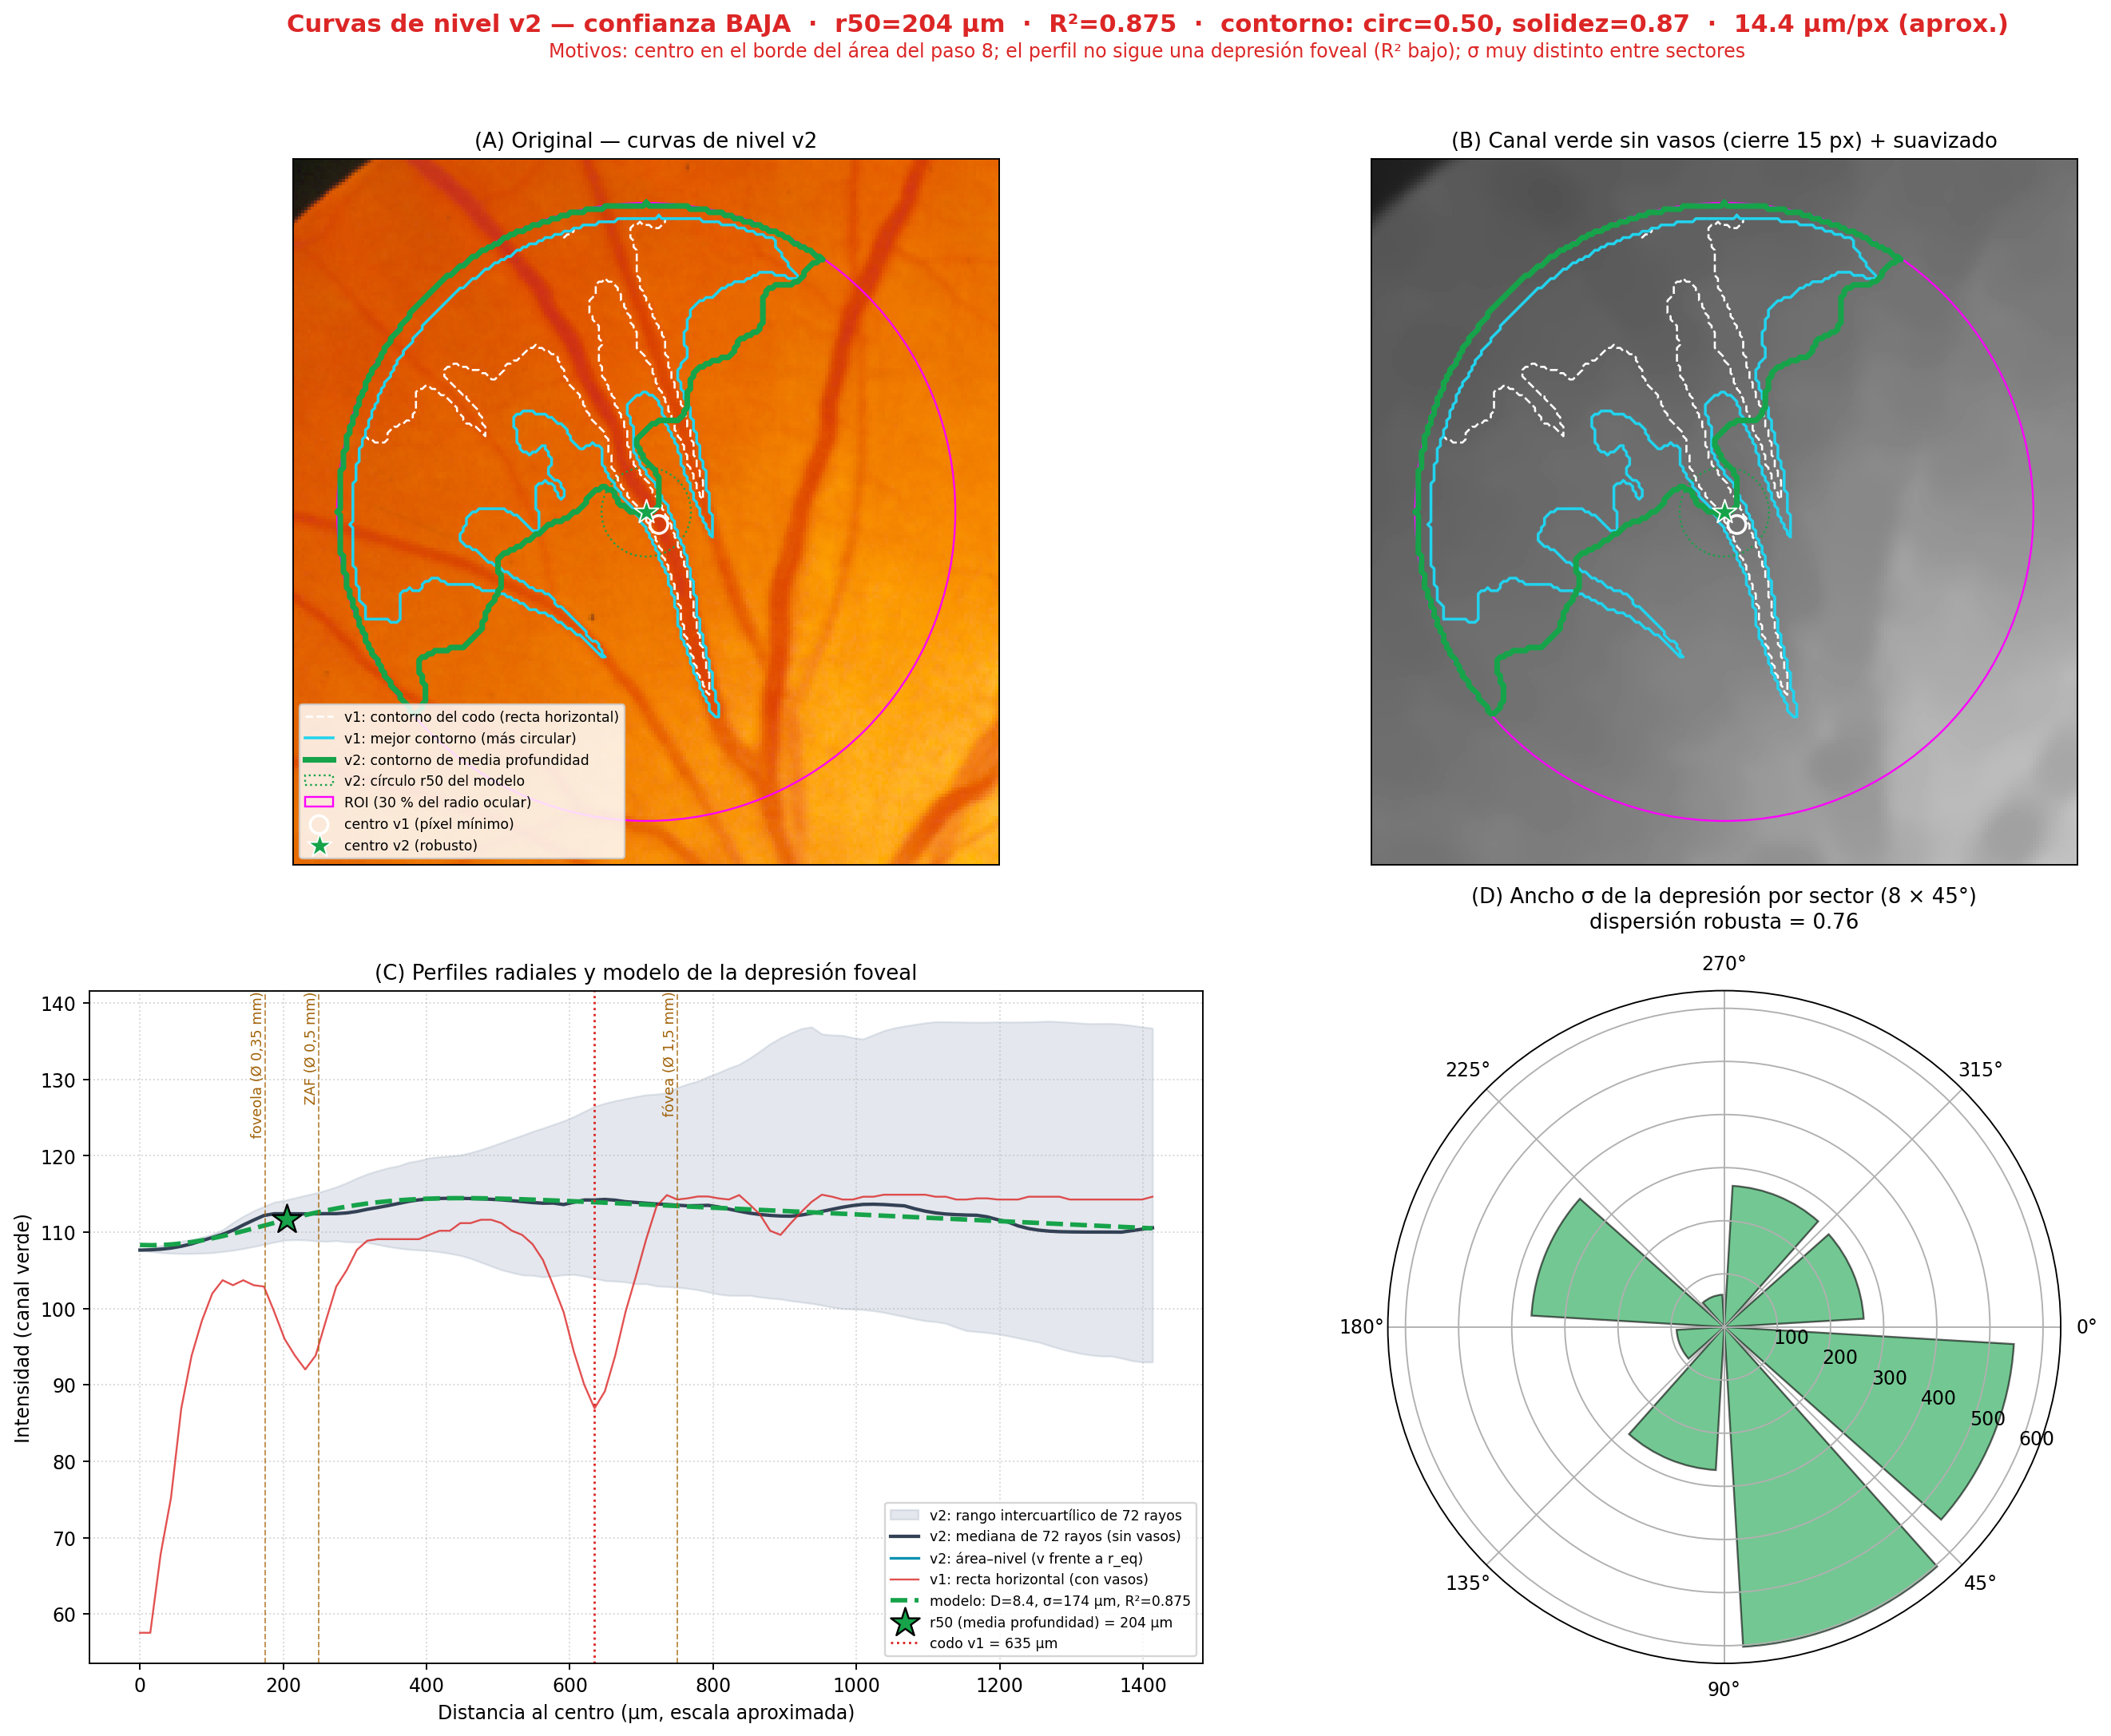 Curvas de nivel v2 — confianza BAJA · r50=204 µm · R²=0.875 · contorno: circ=0.50, solidez=0.87 · 14.4 µm/px (aprox.)
Motivos: centro en el borde del área del paso 8; el perfil no sigue una depresión foveal (R² bajo); σ muy distinto entre sectores
(A) Original — curvas de nivel v2
v1: contorno del codo (recta horizontal)
v1: mejor contorno (más circular)
v2: contorno de media profundidad
v2: círculo r50 del modelo
ROI (30 % del radio ocular)
centro v1 (píxel mínimo)
centro v2 (robusto)
(B) Canal verde sin vasos (cierre 15 px) + suavizado
(C) Perfiles radiales y modelo de la depresión foveal
Intensidad (canal verde)
140
130
120
110
100
90
80
70
60
foveola (Ø 0,35 mm)
ZAF (Ø 0,5 mm)
fóvea (Ø 1,5 mm)
v2: rango intercuartílico de 72 rayos
v2: mediana de 72 rayos (sin vasos)
v2: área–nivel (v frente a r_eq)
v1: recta horizontal (con vasos)
modelo: D=8.4, σ=174 µm, R²=0.875
r50 (media profundidad) = 204 µm
codo v1 = 635 µm
0
200
400
600
800
1000
1200
1400
Distancia al centro (µm, escala aproximada)
(D) Ancho σ de la depresión por sector (8 × 45°)
dispersión robusta = 0.76
270°
225°
315°
180°
0°
100
200
300
400
500
600
135°
45°
90°